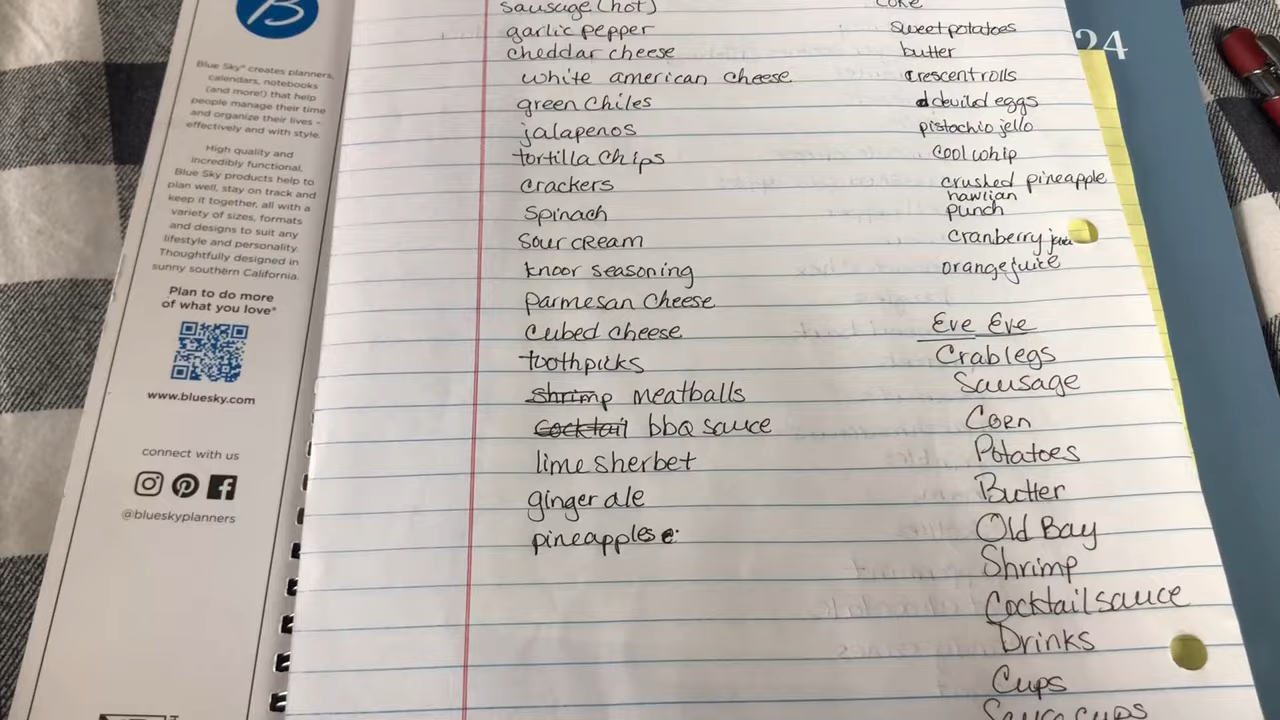 B
Blue Sky® creates planners,
calendars, notebooks
(and more!) that help
people manage their time
and organize their lives -
effectively and with style.
High quality and
incredibly functional,
Blue Sky products help to
plan well, stay on track and
keep it together, all with a
variety of sizes, formats
and designs to suit any
lifestyle and personality.
Thoughtfully designed in
sunny southern California.
Plan to do more
of what you love®
www.bluesky.com
connect with us
@blueskyplanners
sausage (hot)
garlic pepper
cheddar cheese
white american cheese
green chiles
jalapenos
tortilla chips
crackers
spinach
sour cream
knoor seasoning
parmesan cheese
cubed cheese
toothpicks
shrimp meatballs
cocktail bbq sauce
lime sherbet
ginger ale
pineapples
coke
sweet potatoes
butter
crescent rolls
deviled eggs
pistachio jello
cool whip
crushed pineapple
hawiian
punch
cranberry
orange juice
Eve Eve
Crab legs
Sausage
Corn
Potatoes
Butter
Old Bay
Shrimp
Cocktail sauce
Drinks
Cups
Sauce cups
24